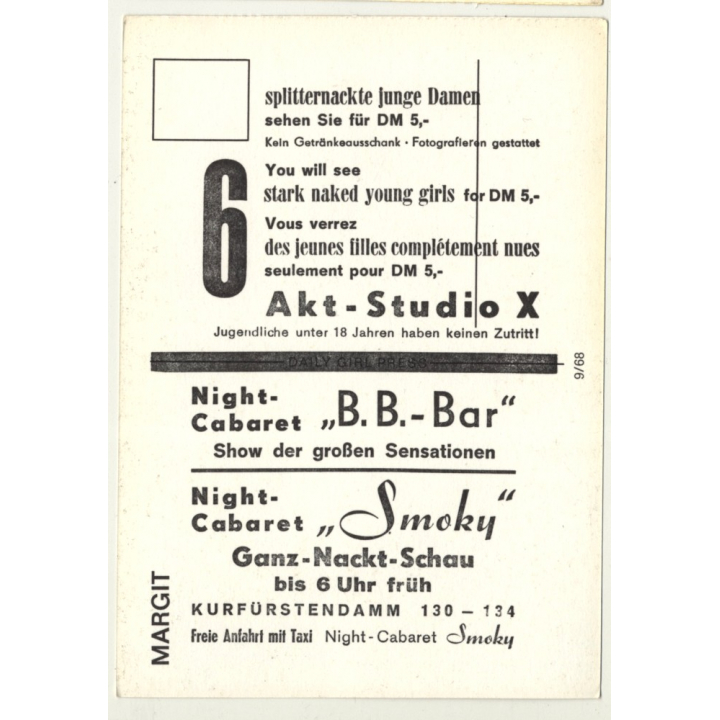 splitternackte junge Damen
sehen Sie für DM 5,-
Kein Getränkeausschank · Fotografieren gestattet
6
You will see
stark naked young girls for DM 5,-
Vous verrez
des jeunes filles complétement nues
seulement pour DM 5,-
Akt-Studio X
Jugendliche unter 18 Jahren haben keinen Zutritt!
DAILY GIRL PRESS
9/68
Night-
Cabaret „B.B.-Bar“
Show der großen Sensationen
Night-
Cabaret „Smoky“
Ganz-Nackt-Schau
bis 6 Uhr früh
KURFÜRSTENDAMM 130 – 134
Freie Anfahrt mit Taxi Night-Cabaret Smoky
MARGIT